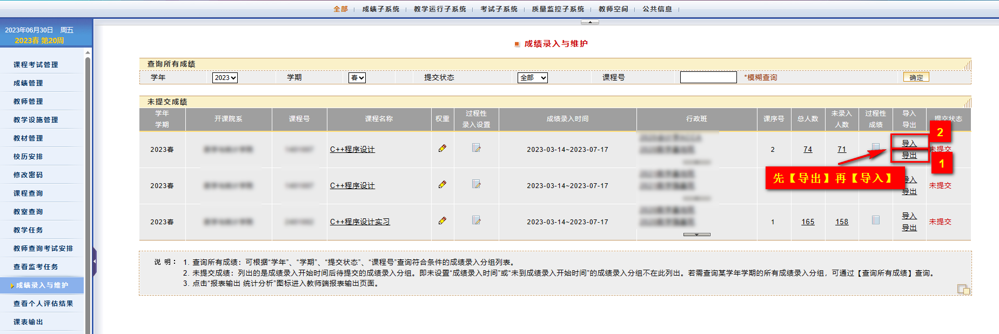 全部 | 成绩子系统 | 教学运行子系统 | 考试子系统 | 质量监控子系统 | 教师空间 | 公共信息 |
2023年06月30日 周五
2023春 第20周
课程考试管理
成绩管理
教师管理
教学设施管理
教材管理
校历安排
修改密码
课程查询
教室查询
教学任务
教师查询考试安排
查看监考任务
成绩录入与维护
查看个人评估结果
课表输出
成绩录入与维护
查询所有成绩
学年 2023 学期 春 提交状态 全部 课程号 *模糊查询 确定
未提交成绩
学年学期 开课院系 课程号 课程名称 权重 过程性录入设置 成绩录入时间 行政班 课序号 总人数 未录入人数 过程性成绩 导入导出 提交状态
2023春 C++程序设计 2023-03-14~2023-07-17 2 74 71 导入 导出 未提交
2
1
先【导出】再【导入】
2023春 C++程序设计 2023-03-14~2023-07-17 导入 导出 未提交
2023春 C++程序设计实习 2023-03-14~2023-07-17 1 165 158 导入 导出 未提交
说 明： 1. 查询所有成绩：可根据“学年”、“学期”、“提交状态”、“课程号”查询符合条件的成绩录入分组列表。
2. 未提交成绩：列出的是成绩录入开始时间后待提交的成绩录入分组。即未设置“成绩录入时间”或“未到成绩录入开始时间”的成绩录入分组不在此列出。若需查询某学年学期的所有成绩录入分组，可通过【查询所有成绩】查询。
3. 点击“报表输出 统计分析”图标进入教师端报表输出页面。